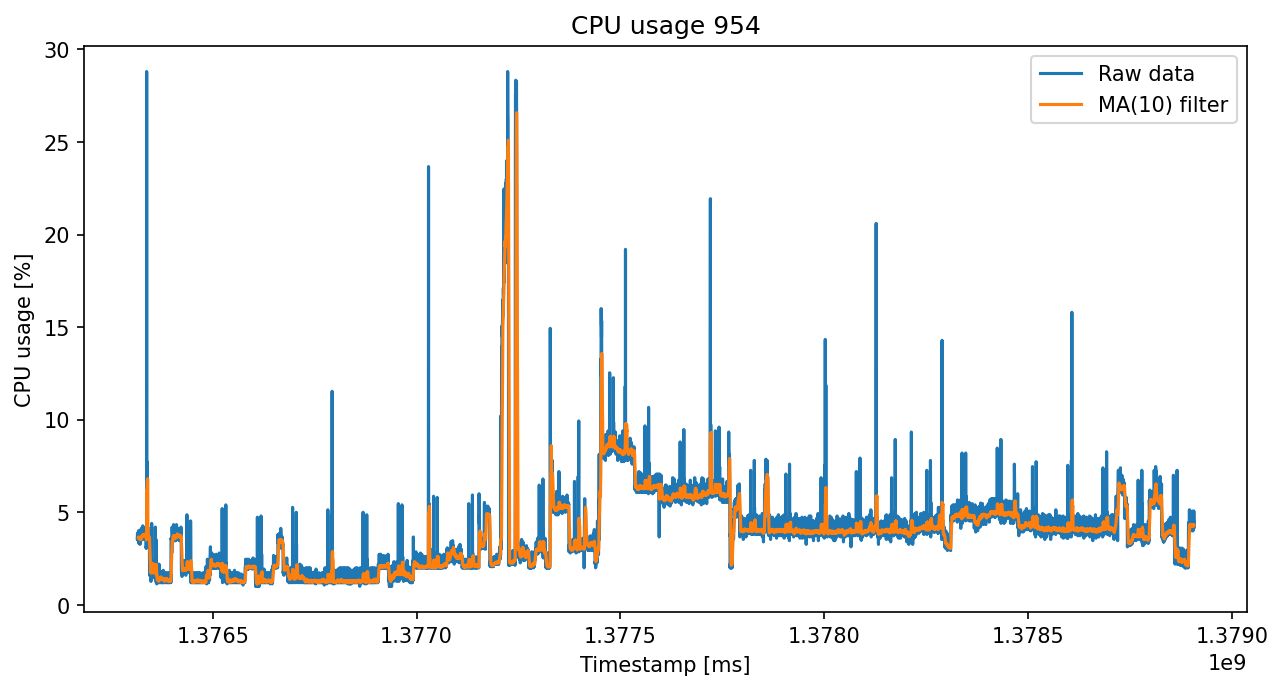 CPU usage 954
30
25
20
15
10
5
0
CPU usage [%]
Raw data
MA(10) filter
1.3765
1.3770
1.3775
1.3780
1.3785
1.3790
1e9
Timestamp [ms]